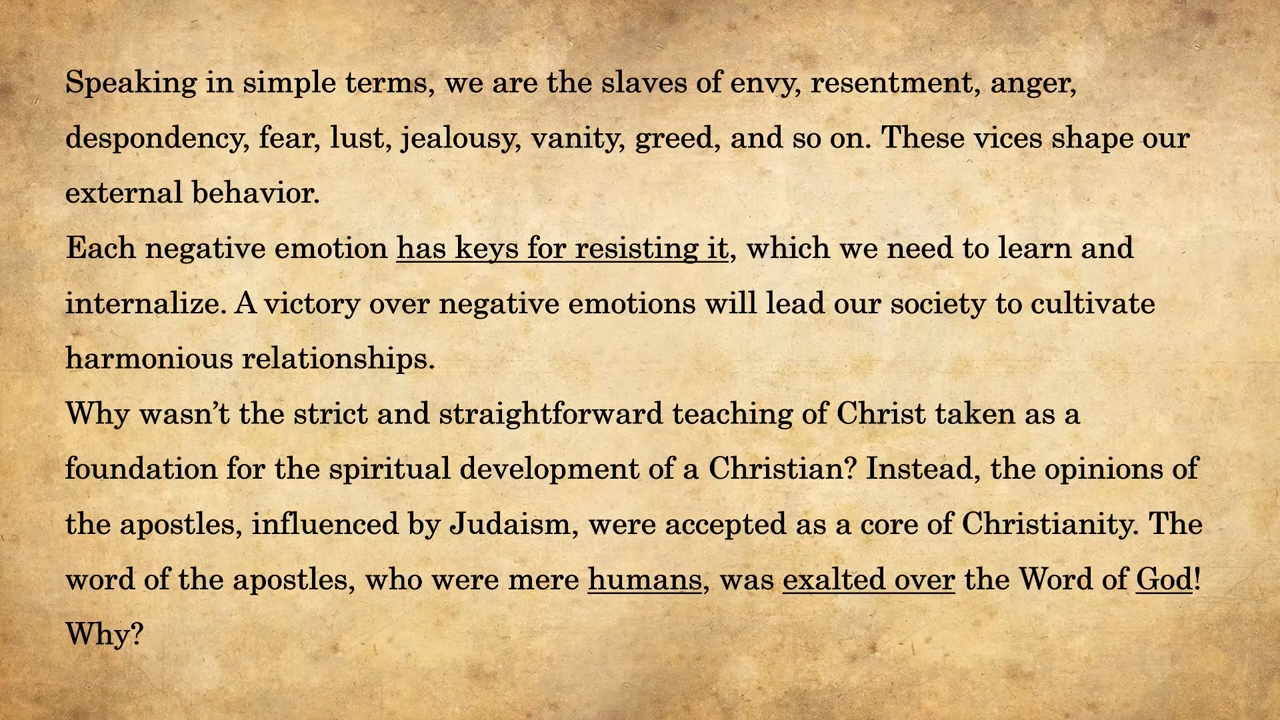 Speaking in simple terms, we are the slaves of envy, resentment, anger,
despondency, fear, lust, jealousy, vanity, greed, and so on. These vices shape our
external behavior.
Each negative emotion has keys for resisting it, which we need to learn and
internalize. A victory over negative emotions will lead our society to cultivate
harmonious relationships.
Why wasn’t the strict and straightforward teaching of Christ taken as a
foundation for the spiritual development of a Christian? Instead, the opinions of
the apostles, influenced by Judaism, were accepted as a core of Christianity. The
word of the apostles, who were mere humans, was exalted over the Word of God!
Why?